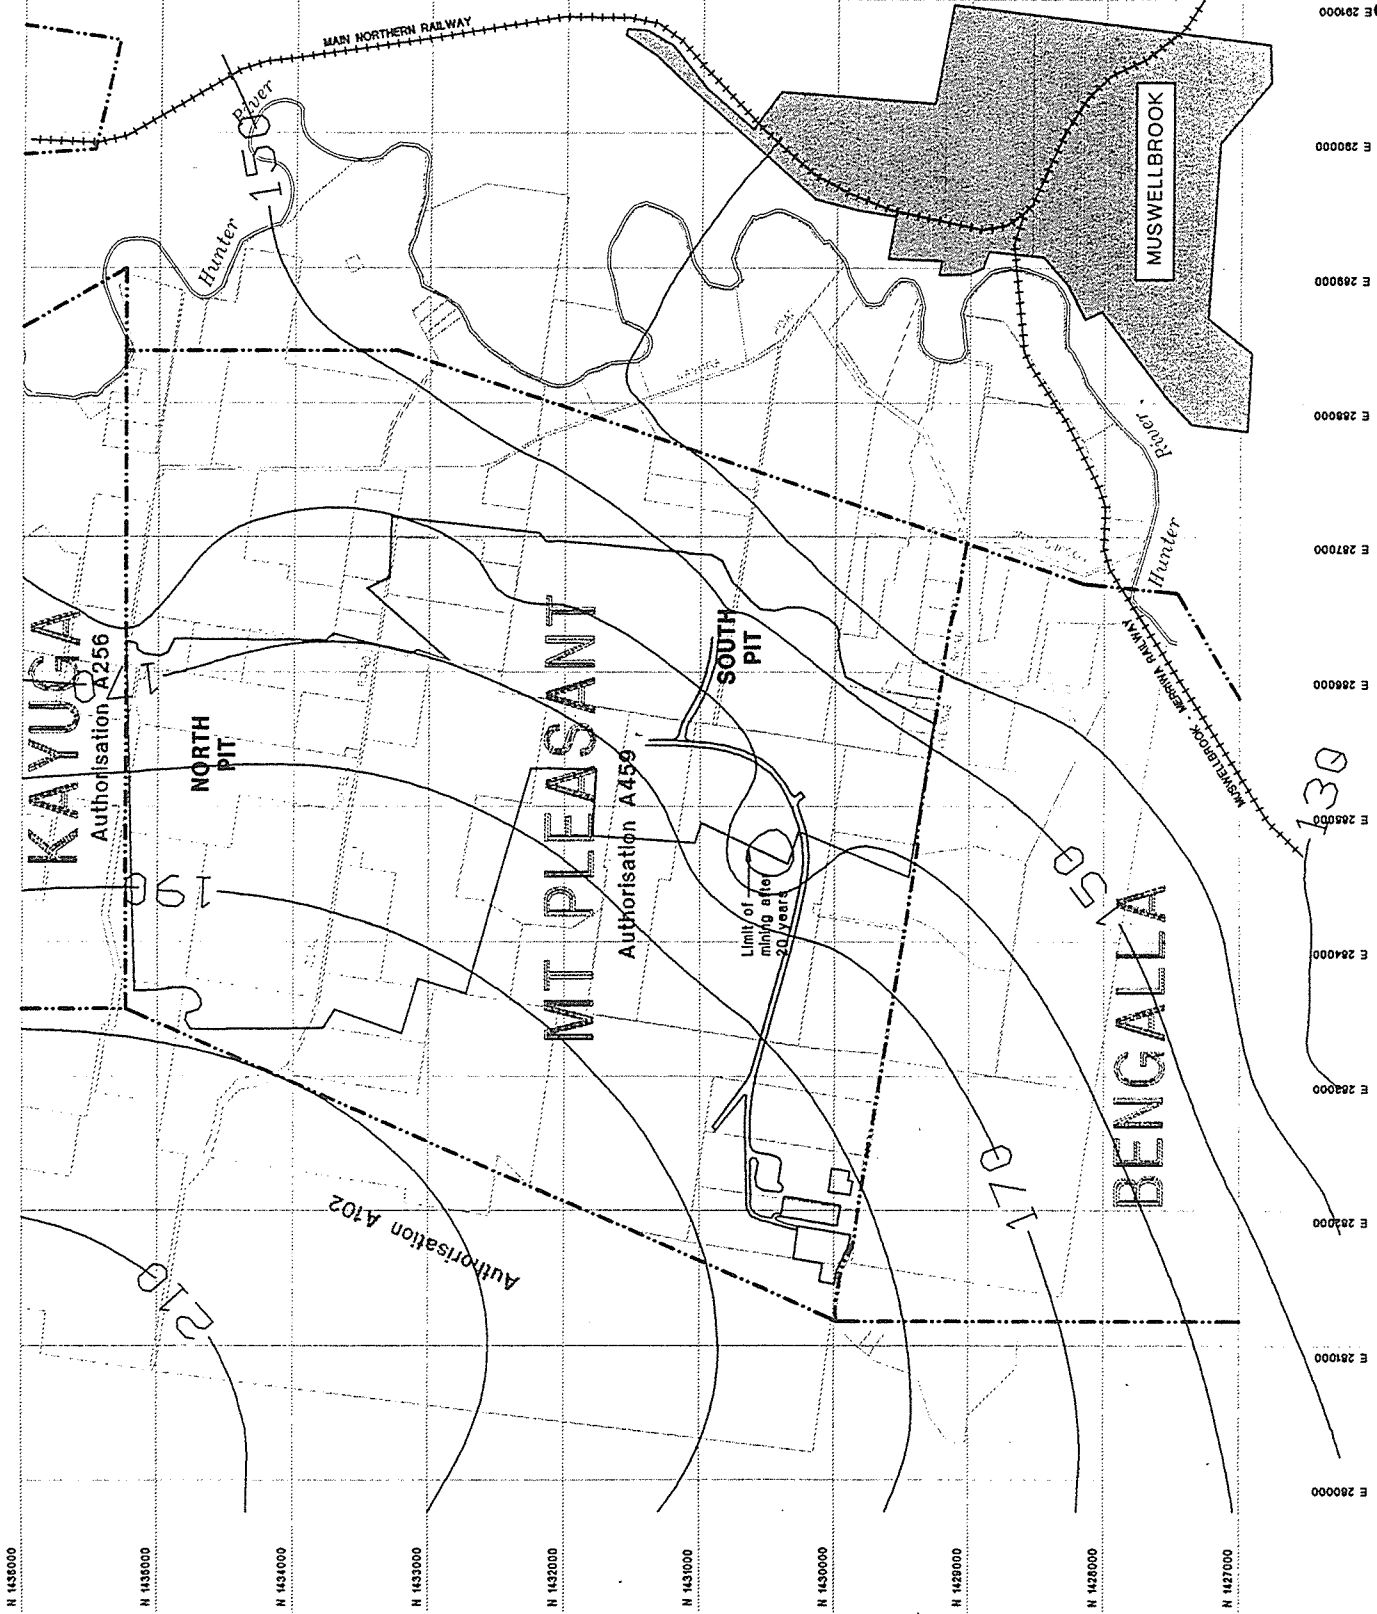 MAIN NORTHERN RAILWAY
River
Hunter
150
MUSWELLBROOK
KAYUGA
Authorisation A256
170
NORTH
PIT
190
MT PLEASANT
Authorisation A459
SOUTH
PIT
Limit of
mining after
20 years
River
Hunter
MUSWELLBROOK - MERRIWA RAILWAY
130
150
BENGALLA
170
Authorisation A102
210
E 291000
E 290000
E 289000
E 288000
E 287000
E 286000
E 285000
E 284000
E 283000
E 282000
E 281000
E 280000
N 1436000
N 1435000
N 1434000
N 1433000
N 1432000
N 1431000
N 1430000
N 1429000
N 1428000
N 1427000